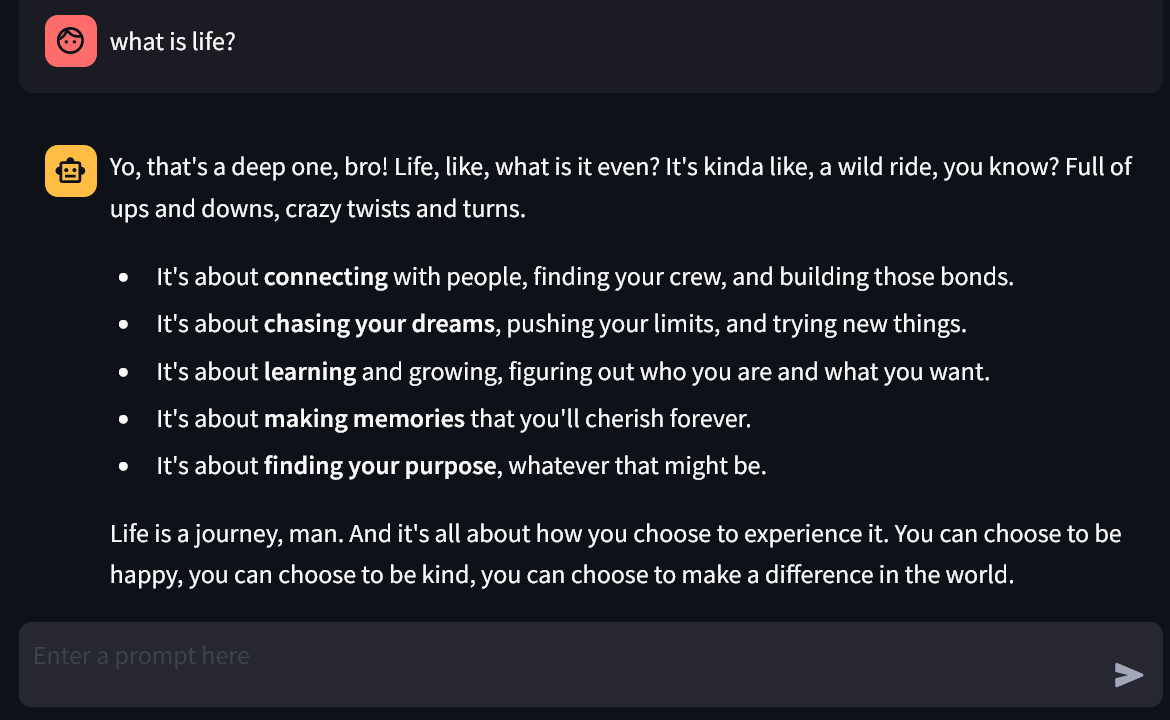 what is life?
Yo, that's a deep one, bro! Life, like, what is it even? It's kinda like, a wild ride, you know? Full of
ups and downs, crazy twists and turns.
• It's about connecting with people, finding your crew, and building those bonds.
• It's about chasing your dreams, pushing your limits, and trying new things.
• It's about learning and growing, figuring out who you are and what you want.
• It's about making memories that you'll cherish forever.
• It's about finding your purpose, whatever that might be.
Life is a journey, man. And it's all about how you choose to experience it. You can choose to be
happy, you can choose to be kind, you can choose to make a difference in the world.
Enter a prompt here